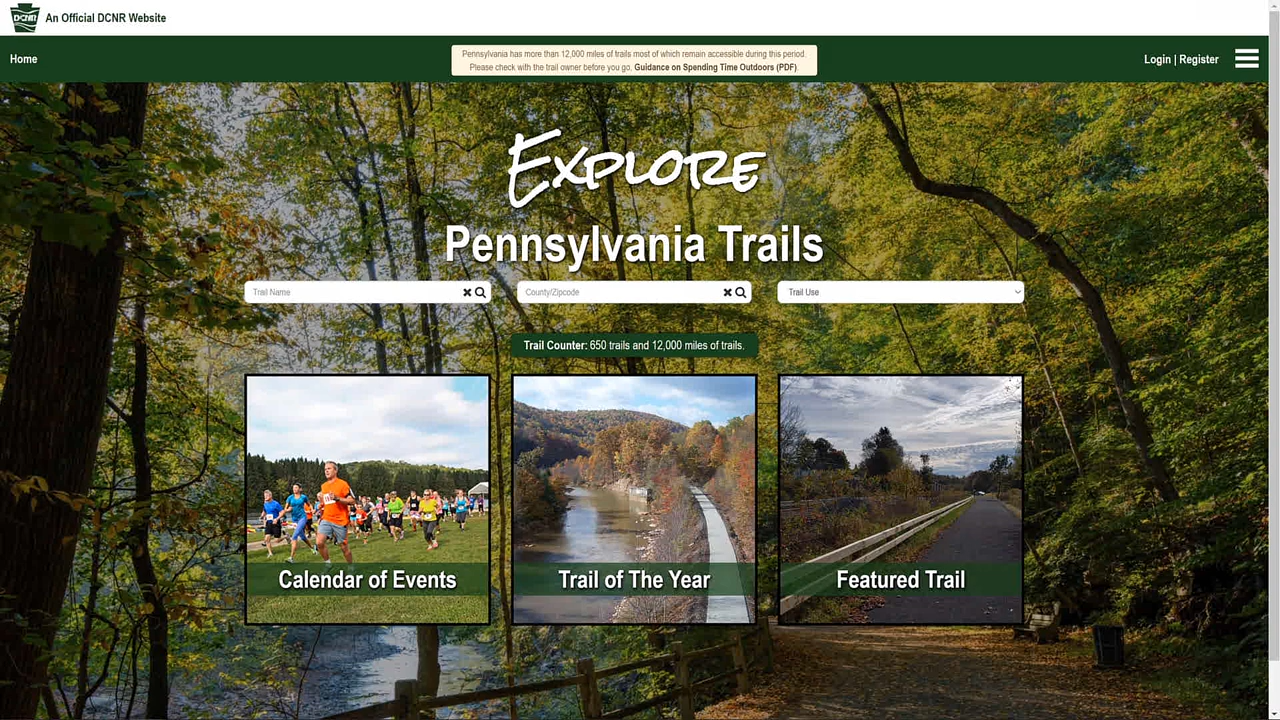 DCNR An Official DCNR Website
Home
Pennsylvania has more than 12,000 miles of trails most of which remain accessible during this period.
Please check with the trail owner before you go. Guidance on Spending Time Outdoors (PDF).
Login | Register
EXPLORE
Pennsylvania Trails
Trail Name
County/Zipcode
Trail Use
Trail Counter: 650 trails and 12,000 miles of trails.
Calendar of Events
Trail of The Year
Featured Trail